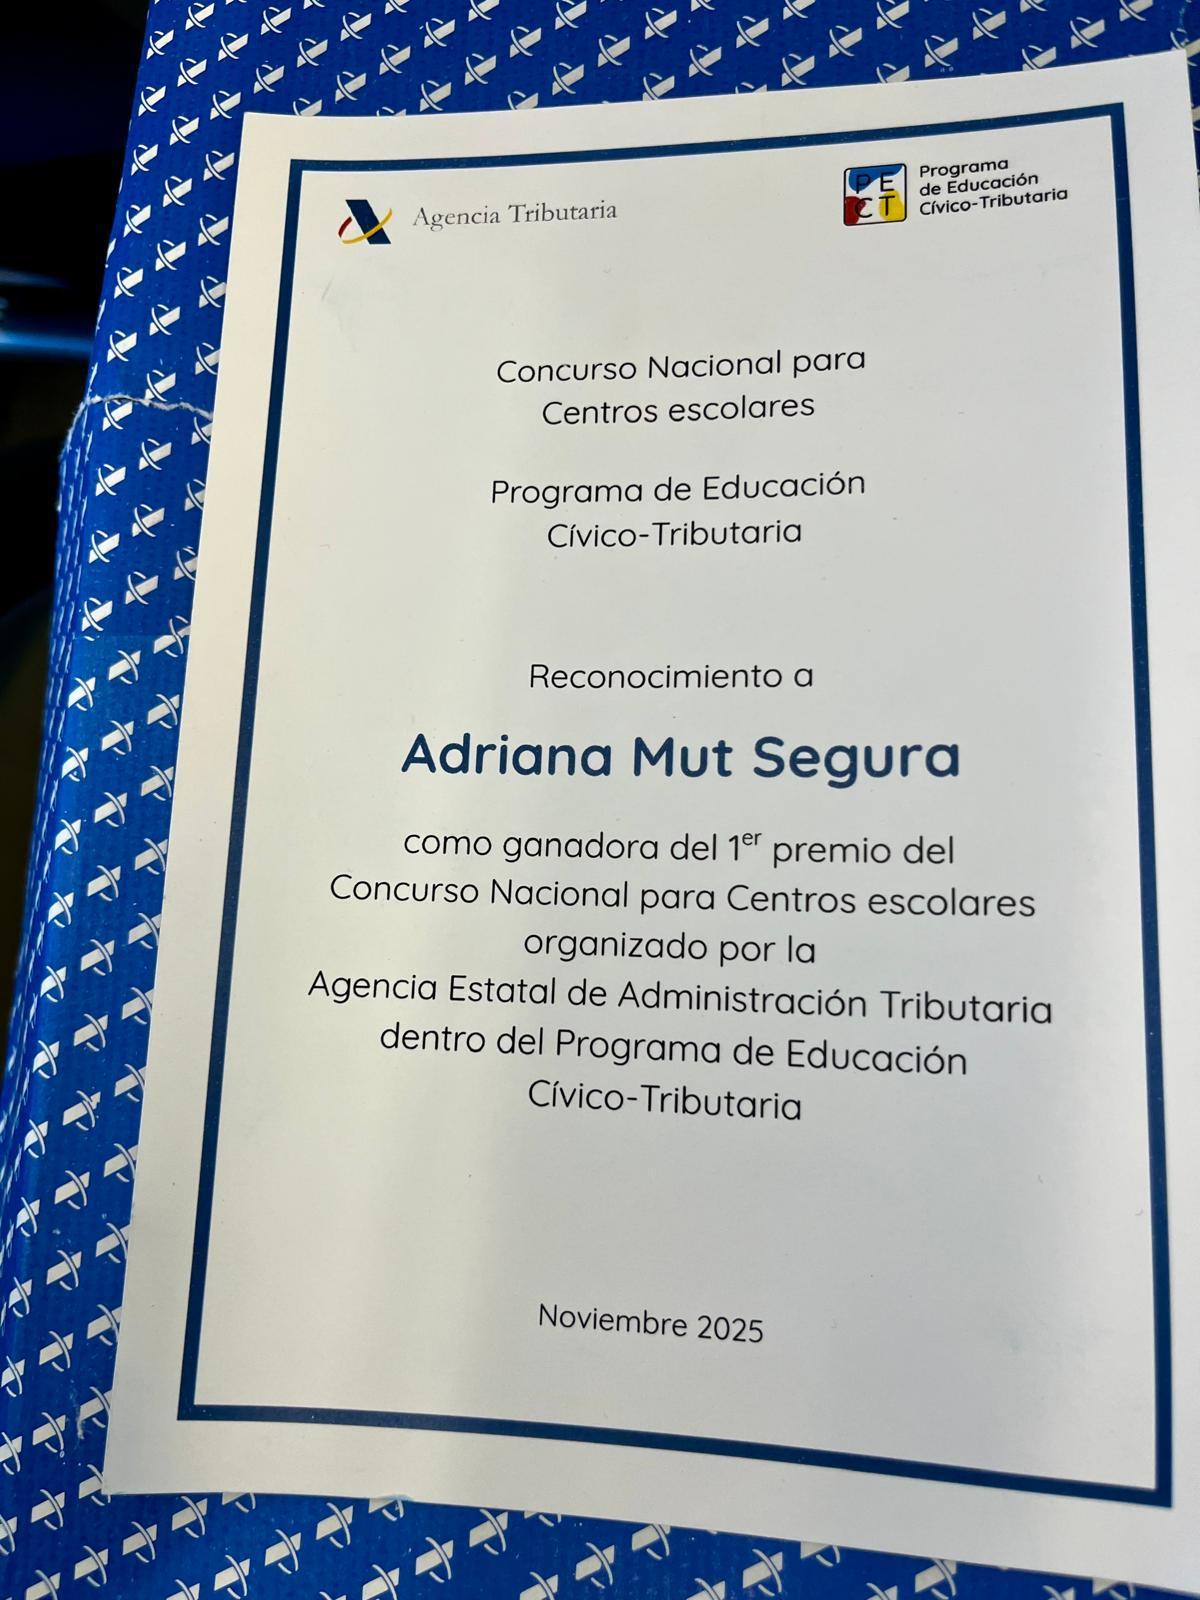 Agencia Tributaria
PE
CT
Programa
de Educación
Cívico-Tributaria
Concurso Nacional para
Centros escolares
Programa de Educación
Cívico-Tributaria
Reconocimiento a
Adriana Mut Segura
como ganadora del 1er premio del
Concurso Nacional para Centros escolares
organizado por la
Agencia Estatal de Administración Tributaria
dentro del Programa de Educación
Cívico-Tributaria
Noviembre 2025